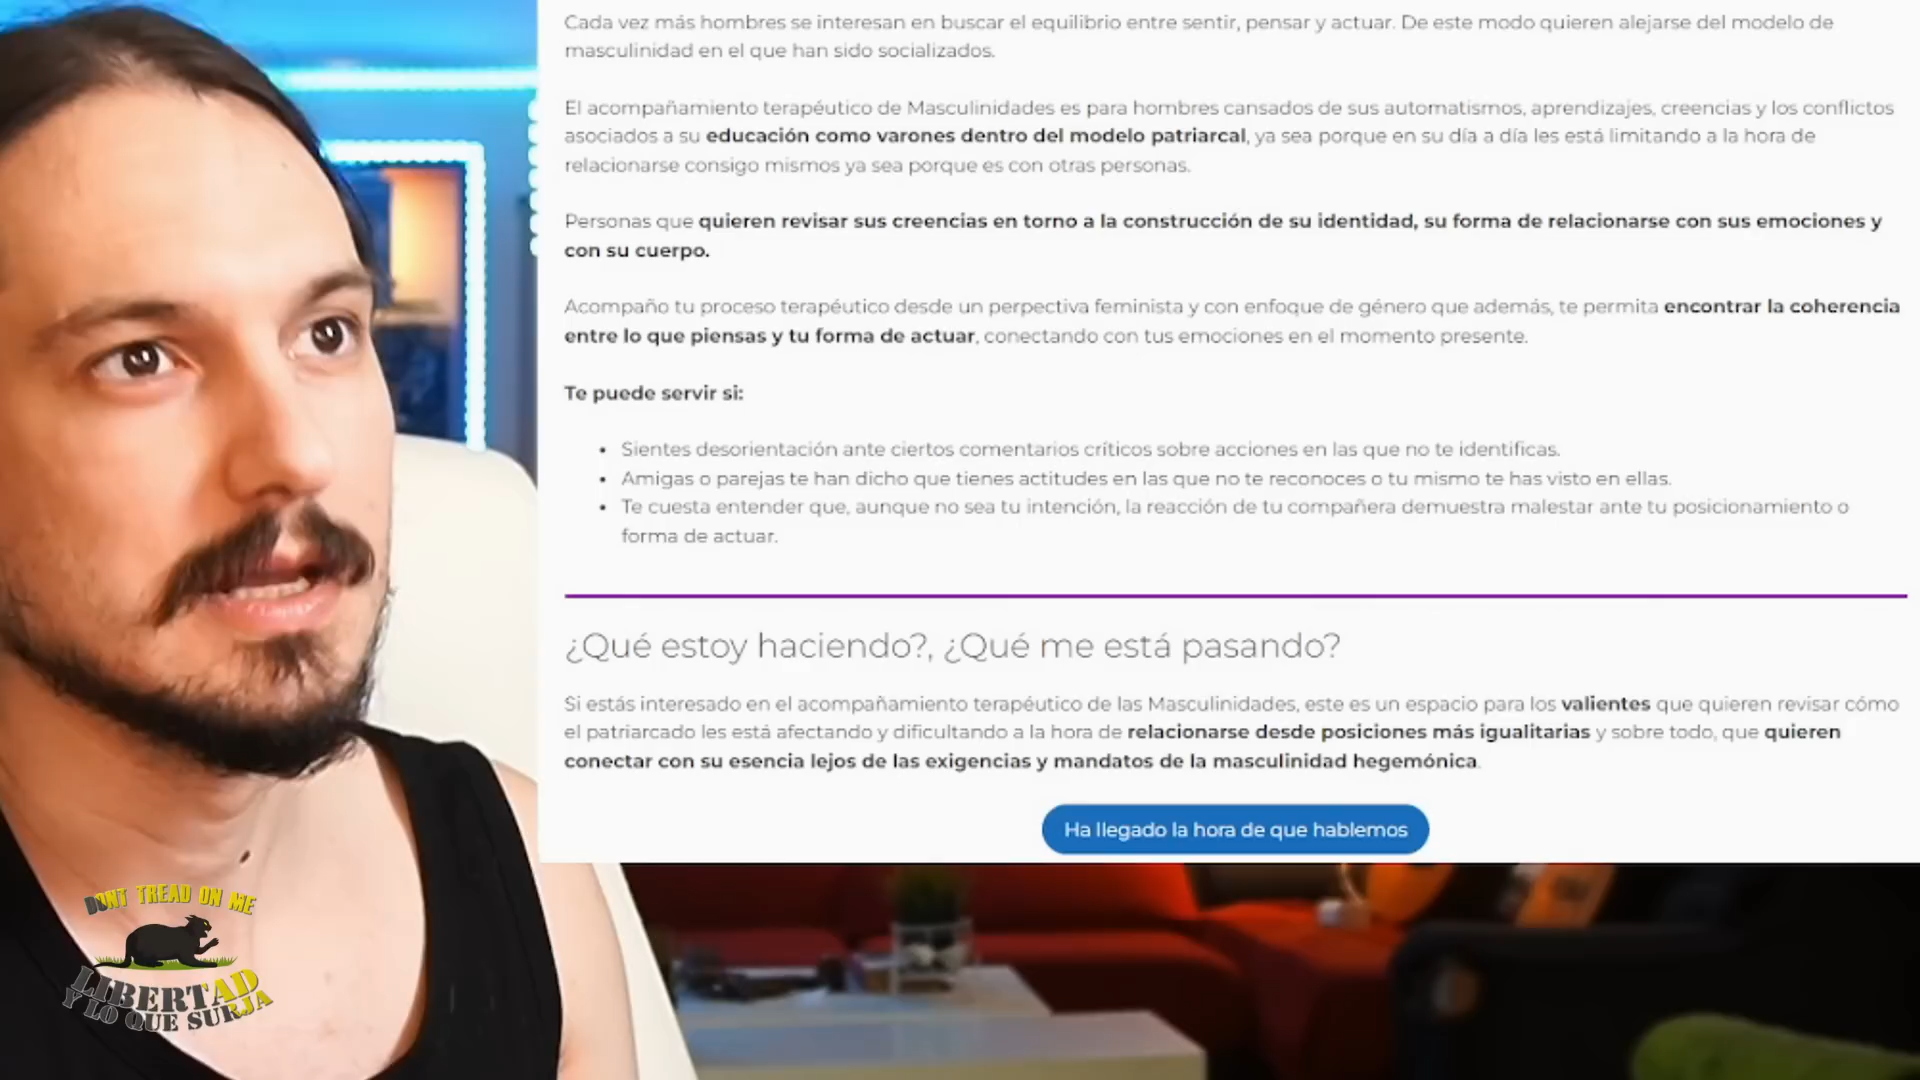 Cada vez más hombres se interesan en buscar el equilibrio entre sentir, pensar y actuar. De este modo quieren alejarse del modelo de
masculinidad en el que han sido socializados.
El acompañamiento terapéutico de Masculinidades es para hombres cansados de sus automatismos, aprendizajes, creencias y los conflictos
asociados a su educación como varones dentro del modelo patriarcal, ya sea porque en su día a día les está limitando a la hora de
relacionarse consigo mismos ya sea porque es con otras personas.
Personas que quieren revisar sus creencias en torno a la construcción de su identidad, su forma de relacionarse con sus emociones y
con su cuerpo.
Acompaño tu proceso terapéutico desde un perpectiva feminista y con enfoque de género que además, te permita encontrar la coherencia
entre lo que piensas y tu forma de actuar, conectando con tus emociones en el momento presente.
Te puede servir si:
• Sientes desorientación ante ciertos comentarios críticos sobre acciones en las que no te identificas.
• Amigas o parejas te han dicho que tienes actitudes en las que no te reconoces o tu mismo te has visto en ellas.
• Te cuesta entender que, aunque no sea tu intención, la reacción de tu compañera demuestra malestar ante tu posicionamiento o
forma de actuar.
¿Qué estoy haciendo?, ¿Qué me está pasando?
Si estás interesado en el acompañamiento terapéutico de las Masculinidades, este es un espacio para los valientes que quieren revisar cómo
el patriarcado les está afectando y dificultando a la hora de relacionarse desde posiciones más igualitarias y sobre todo, que quieren
conectar con su esencia lejos de las exigencias y mandatos de la masculinidad hegemónica.
Ha llegado la hora de que hablemos
DONT TREAD ON ME
LIBERTAD
Y LO QUE SURJA